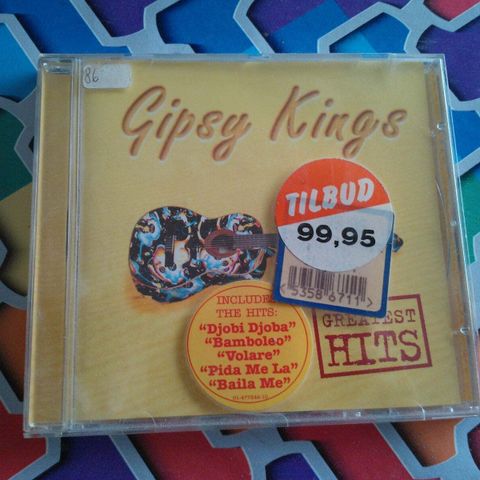 86
Gipsy Kings
TILBUD
99,95
5358 6711 >
INCLUDES
THE HITS:
"Djobi Djoba"
"Bamboleo"
"Volare"
"Pida Me La"
"Baila Me"
GREATEST
HITS